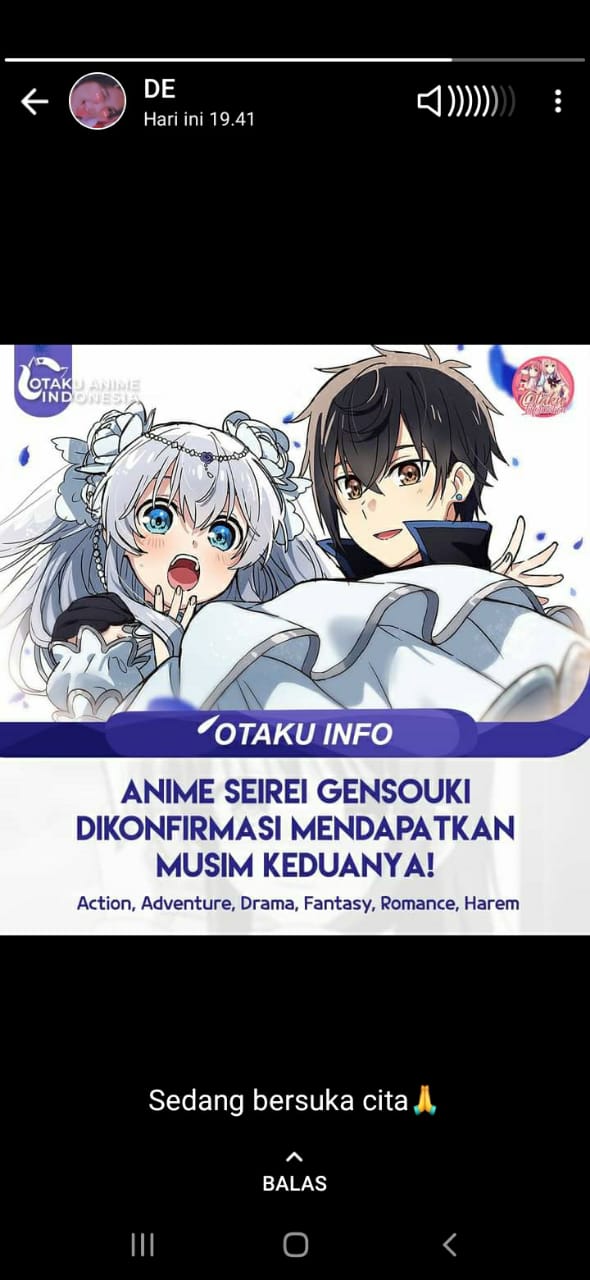 DE
Hari ini 19.41
OTAKU ANIME
INDONESIA
OTAKU INFO
ANIME SEIREI GENSOUKI
DIKONFIRMASI MENDAPATKAN
MUSIM KEDUANYA!
Action, Adventure, Drama, Fantasy, Romance, Harem
Sedang bersuka cita🙏
BALAS